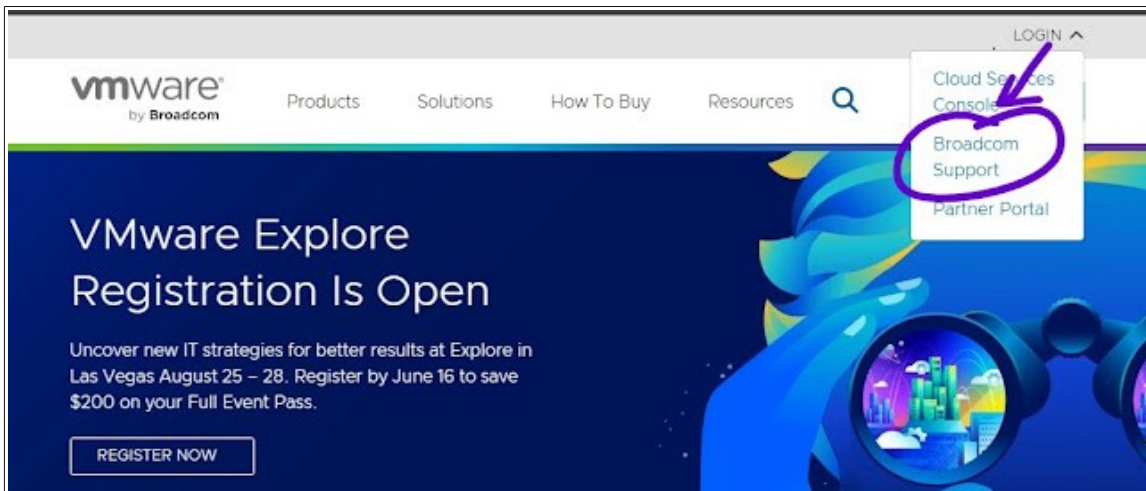 LOGIN
vmware®
by Broadcom
Products Solutions How To Buy Resources
Cloud Services
Console
Broadcom
Support
Partner Portal
VMware Explore
Registration Is Open
Uncover new IT strategies for better results at Explore in
Las Vegas August 25 – 28. Register by June 16 to save
$200 on your Full Event Pass.
REGISTER NOW